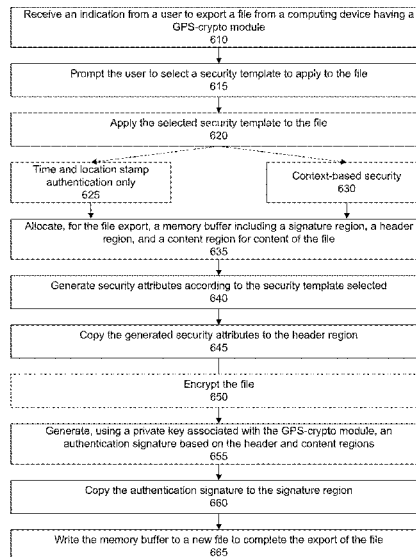 Receive an indication from a user to export a file from a computing device having a
GPS-crypto module
610
Prompt the user to select a security template to apply to the file
615
Apply the selected security template to the file
620
Time and location stamp
authentication only
625
Context-based security
630
Allocate, for the file export, a memory buffer including a signature region, a header
region, and a content region for content of the file
635
Generate security attributes according to the security template selected
640
Copy the generated security attributes to the header region
645
Encrypt the file
650
Generate, using a private key associated with the GPS-crypto module, an
authentication signature based on the header and content regions
655
Copy the authentication signature to the signature region
660
Write the memory buffer to a new file to complete the export of the file
665